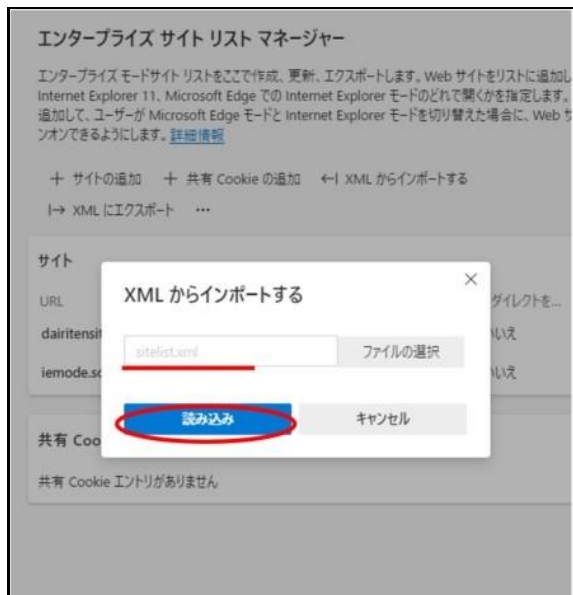 エンタープライズ サイト リスト マネージャー
エンタープライズ モードサイト リストをここで作成、更新、エクスポートします。Web サイトをリストに追加し
Internet Explorer 11、Microsoft Edge での Internet Explorer モードのどれで開くかを指定します。
追加して、ユーザーが Microsoft Edge モードと Internet Explorer モードを切り替えた場合に、Web サ
ンオンできるようにします。詳細情報
＋ サイトの追加 ＋ 共有 Cookie の追加 ←I XML からインポートする
I→ XML にエクスポート …
サイト
XML からインポートする ×
URL ダイレクトを...
dairitensit いいえ
sitelist.xml ファイルの選択
iemode.sc いいえ
読み込み キャンセル
共有 Coo
共有 Cookie エントリがありません